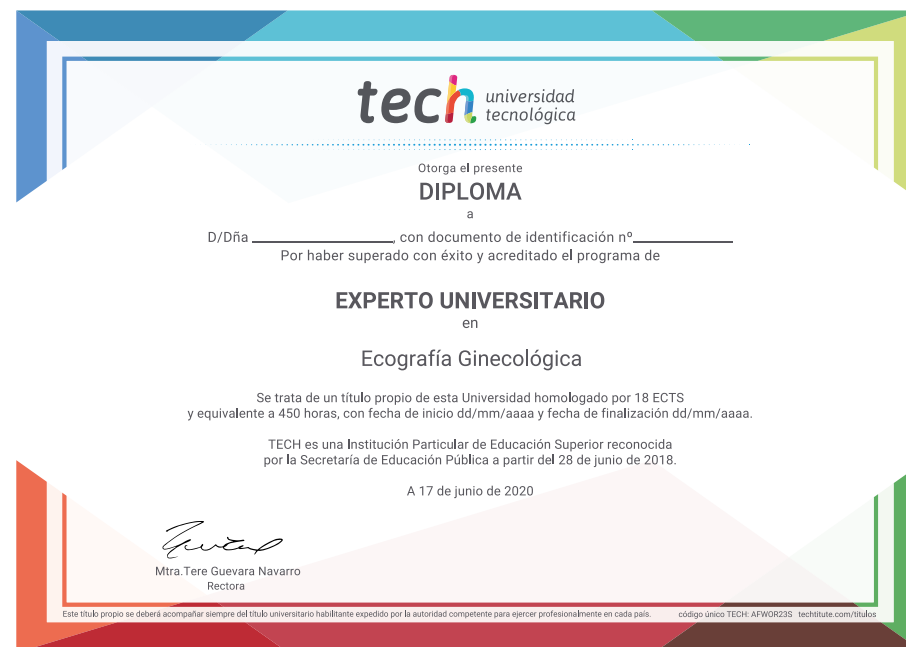 tech universidad
tecnológica
Otorga el presente
DIPLOMA
a
D/Dña ____________________, con documento de identificación nº______________
Por haber superado con éxito y acreditado el programa de
EXPERTO UNIVERSITARIO
en
Ecografía Ginecológica
Se trata de un título propio de esta Universidad homologado por 18 ECTS
y equivalente a 450 horas, con fecha de inicio dd/mm/aaaa y fecha de finalización dd/mm/aaaa.
TECH es una Institución Particular de Educación Superior reconocida
por la Secretaría de Educación Pública a partir del 28 de junio de 2018.
A 17 de junio de 2020
Mtra.Tere Guevara Navarro
Rectora
Este título propio se deberá acompañar siempre del título universitario habilitante expedido por la autoridad competente para ejercer profesionalmente en cada país. código único TECH: AFWOR23S techtitute.com/titulos